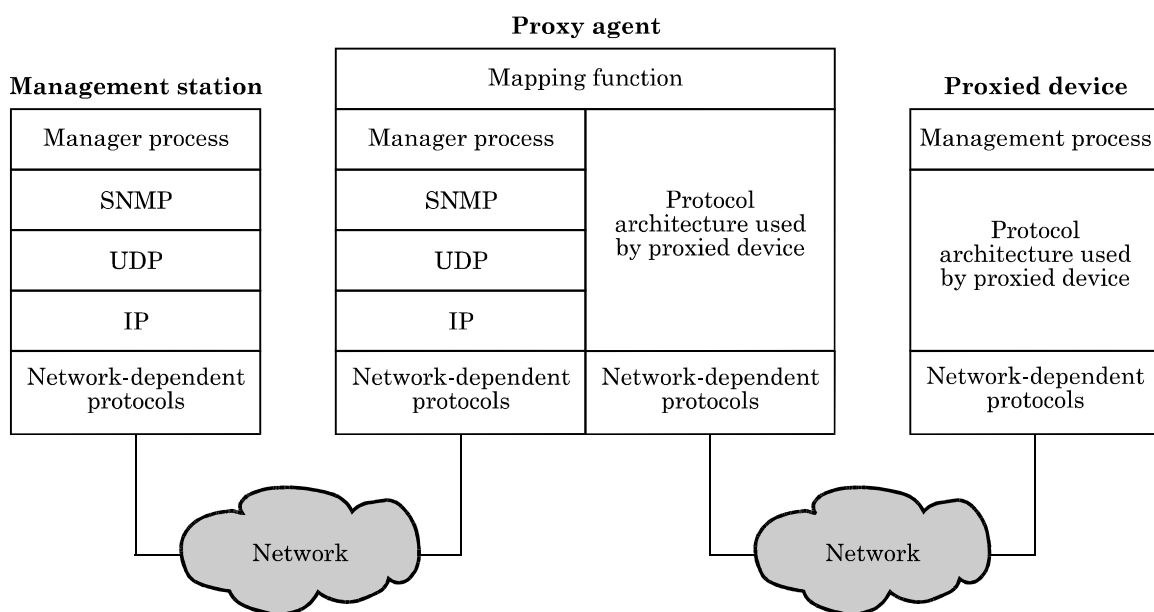 Proxy agent
Management station
Mapping function
Proxied device
Manager process
SNMP
UDP
IP
Network-dependent
protocols
Manager process
SNMP
UDP
IP
Network-dependent
protocols
Protocol
architecture used
by proxied device
Network-dependent
protocols
Management process
Protocol
architecture used
by proxied device
Network-dependent
protocols
Network
Network